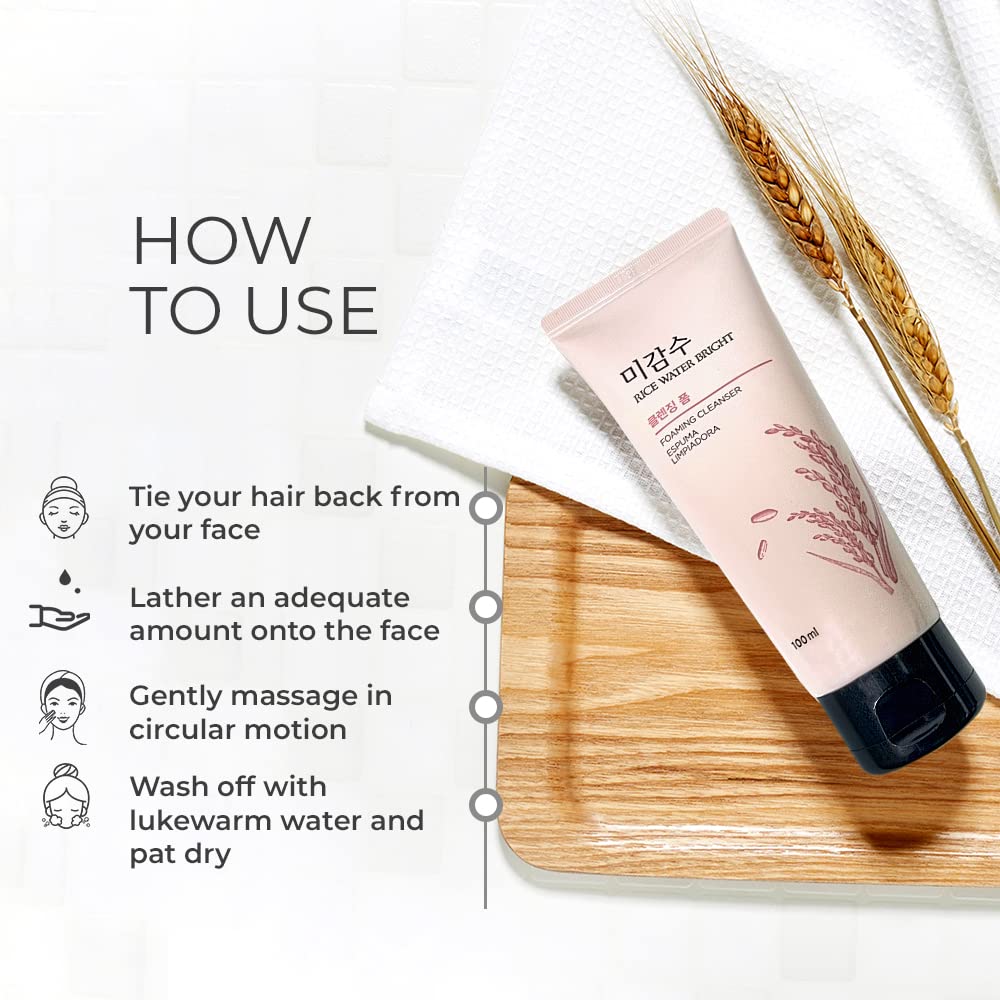 HOW
TO USE
Tie your hair back from
your face
Lather an adequate
amount onto the face
Gently massage in
circular motion
Wash off with
lukewarm water and
pat dry
미감수
RICE WATER BRIGHT
클렌징 폼
FOAMING CLEANSER
ESPUMA
LIMPIADORA
100 ml